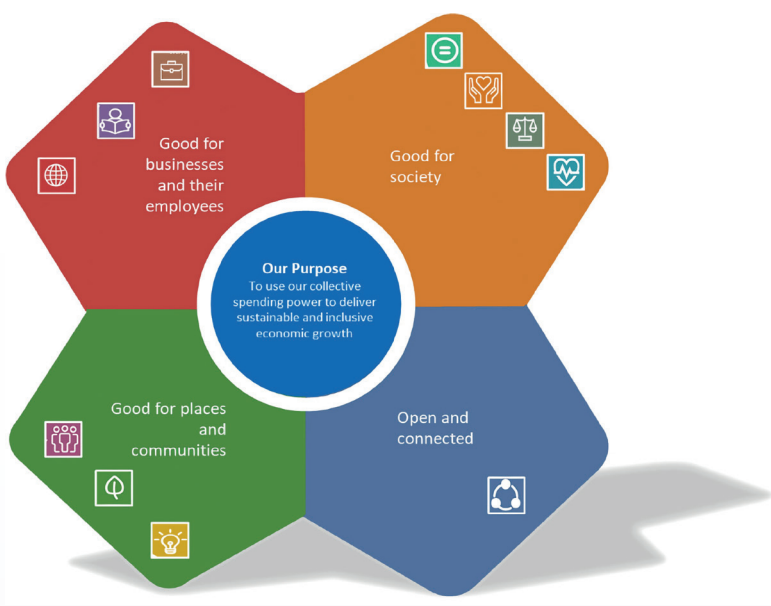 Good for
businesses
and their
employees
Good for
society
Our Purpose
To use our collective
spending power to deliver
sustainable and inclusive
economic growth
Good for places
and
communities
Open and
connected